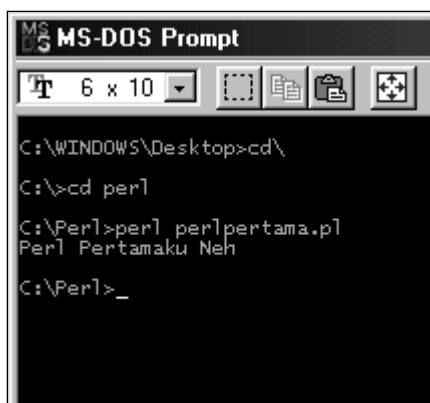 MS-DOS Prompt
6 x 10
C:\WINDOWS\Desktop>cd\
C:\>cd perl
C:\Perl>perl perlpertama.pl
Perl Pertamaku Neh
C:\Perl>_